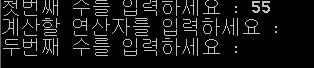 첫번째 수를 입력하세요 : 55
계산할 연산자를 입력하세요 :
두번째 수를 입력하세요 :